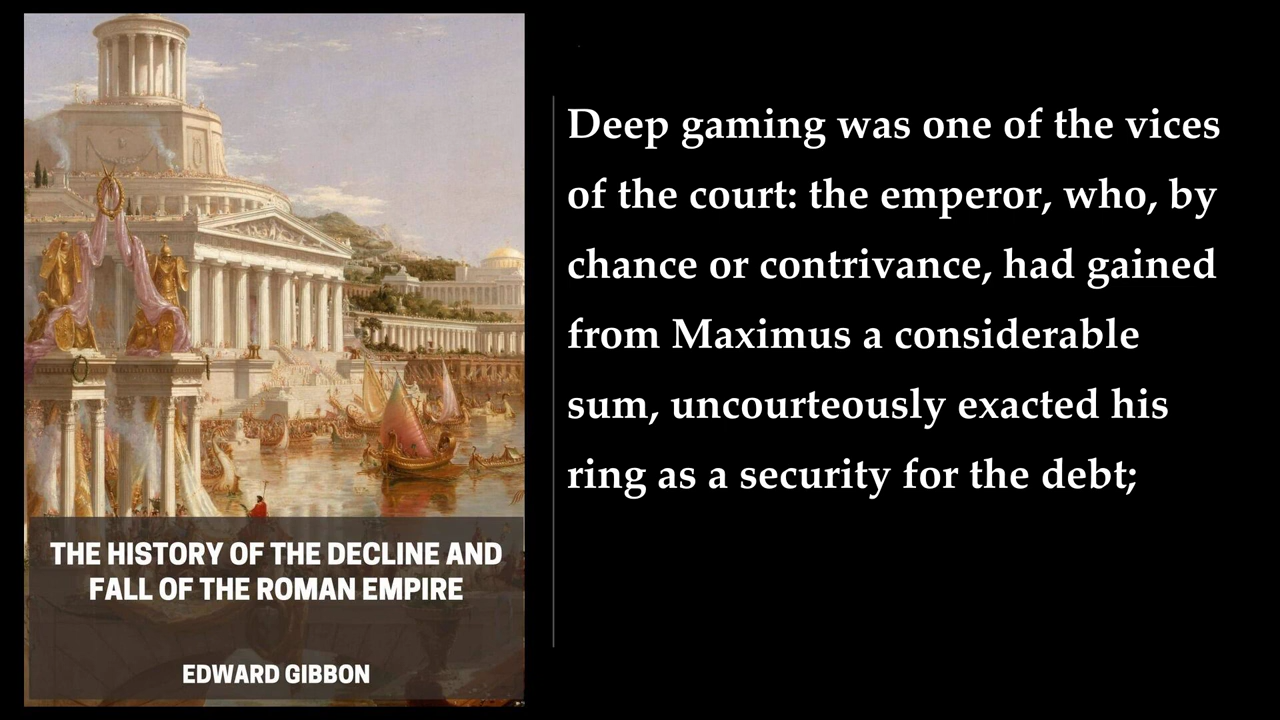 THE HISTORY OF THE DECLINE AND
FALL OF THE ROMAN EMPIRE
EDWARD GIBBON
Deep gaming was one of the vices
of the court: the emperor, who, by
chance or contrivance, had gained
from Maximus a considerable
sum, uncourteously exacted his
ring as a security for the debt;